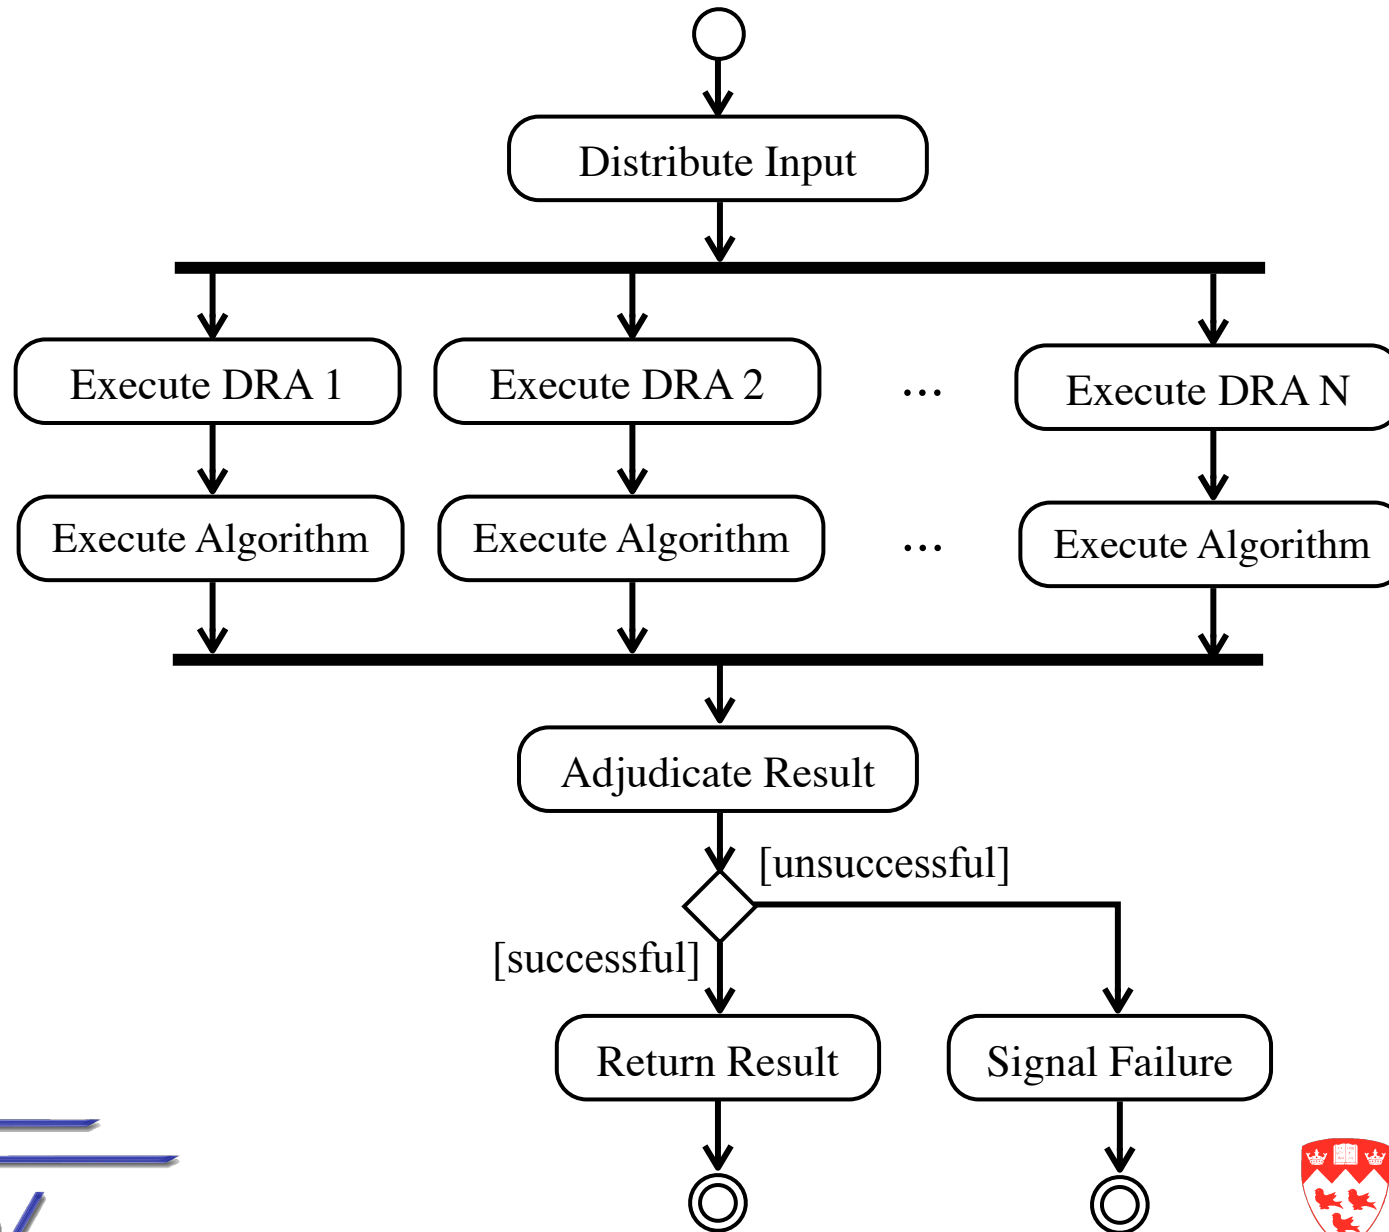 Distribute Input
Execute DRA 1
Execute DRA 2
...
Execute DRA N
Execute Algorithm
Execute Algorithm
...
Execute Algorithm
Adjudicate Result
[unsuccessful]
[successful]
Return Result
Signal Failure